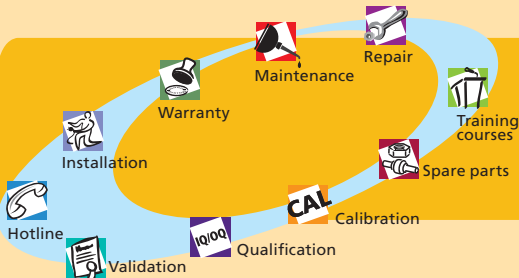 Repair
Maintenance
Warranty
Training
courses
Installation
Spare parts
CAL
Calibration
Hotline
IQ/OQ
Qualification
Validation